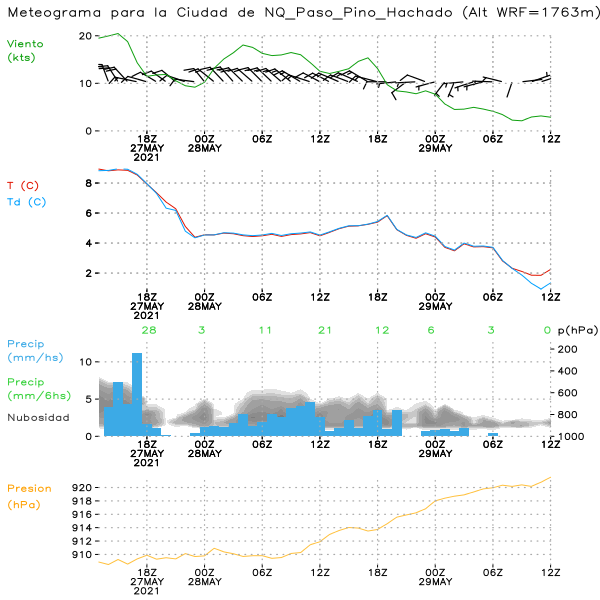 Meteograma para la Ciudad de NQ_Paso_Pino_Hachado (Alt WRF=1763m)
Viento
(kts)
20
10
0
18Z 00Z 06Z 12Z 18Z 00Z 06Z 12Z
27MAY 28MAY 29MAY
2021
T (C)
Td (C)
8
6
4
2
18Z 00Z 06Z 12Z 18Z 00Z 06Z 12Z
27MAY 28MAY 29MAY
2021
28 3 11 21 12 6 3 0 p(hPa)
Precip
(mm/hs)
Precip
(mm/6hs)
Nubosidad
10
5
0
200
400
600
800
1000
18Z 00Z 06Z 12Z 18Z 00Z 06Z 12Z
27MAY 28MAY 29MAY
2021
Presion
(hPa)
920
918
916
914
912
910
18Z 00Z 06Z 12Z 18Z 00Z 06Z 12Z
27MAY 28MAY 29MAY
2021